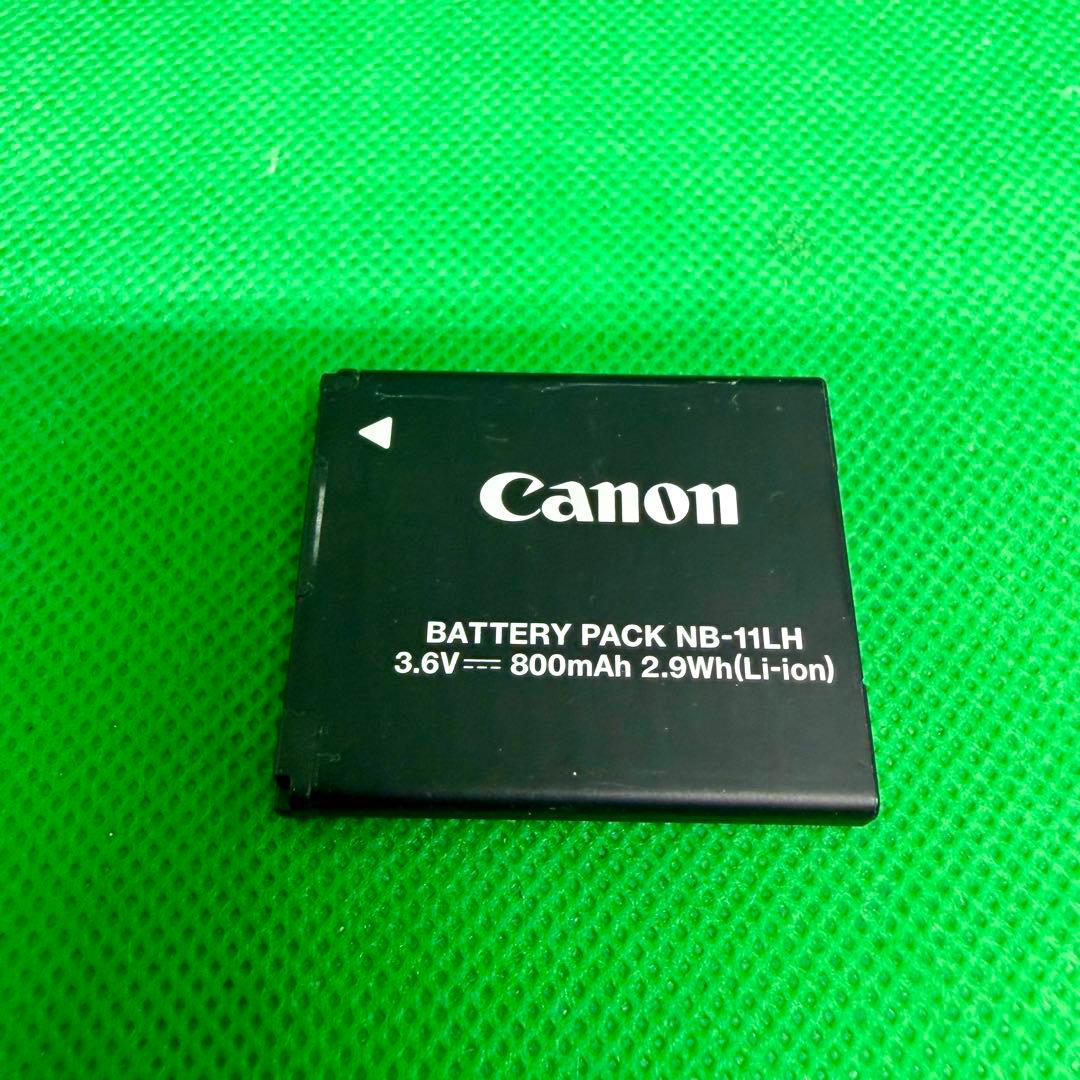 Canon
BATTERY PACK NB-11LH
3.6V⎓ 800mAh 2.9Wh(Li-ion)